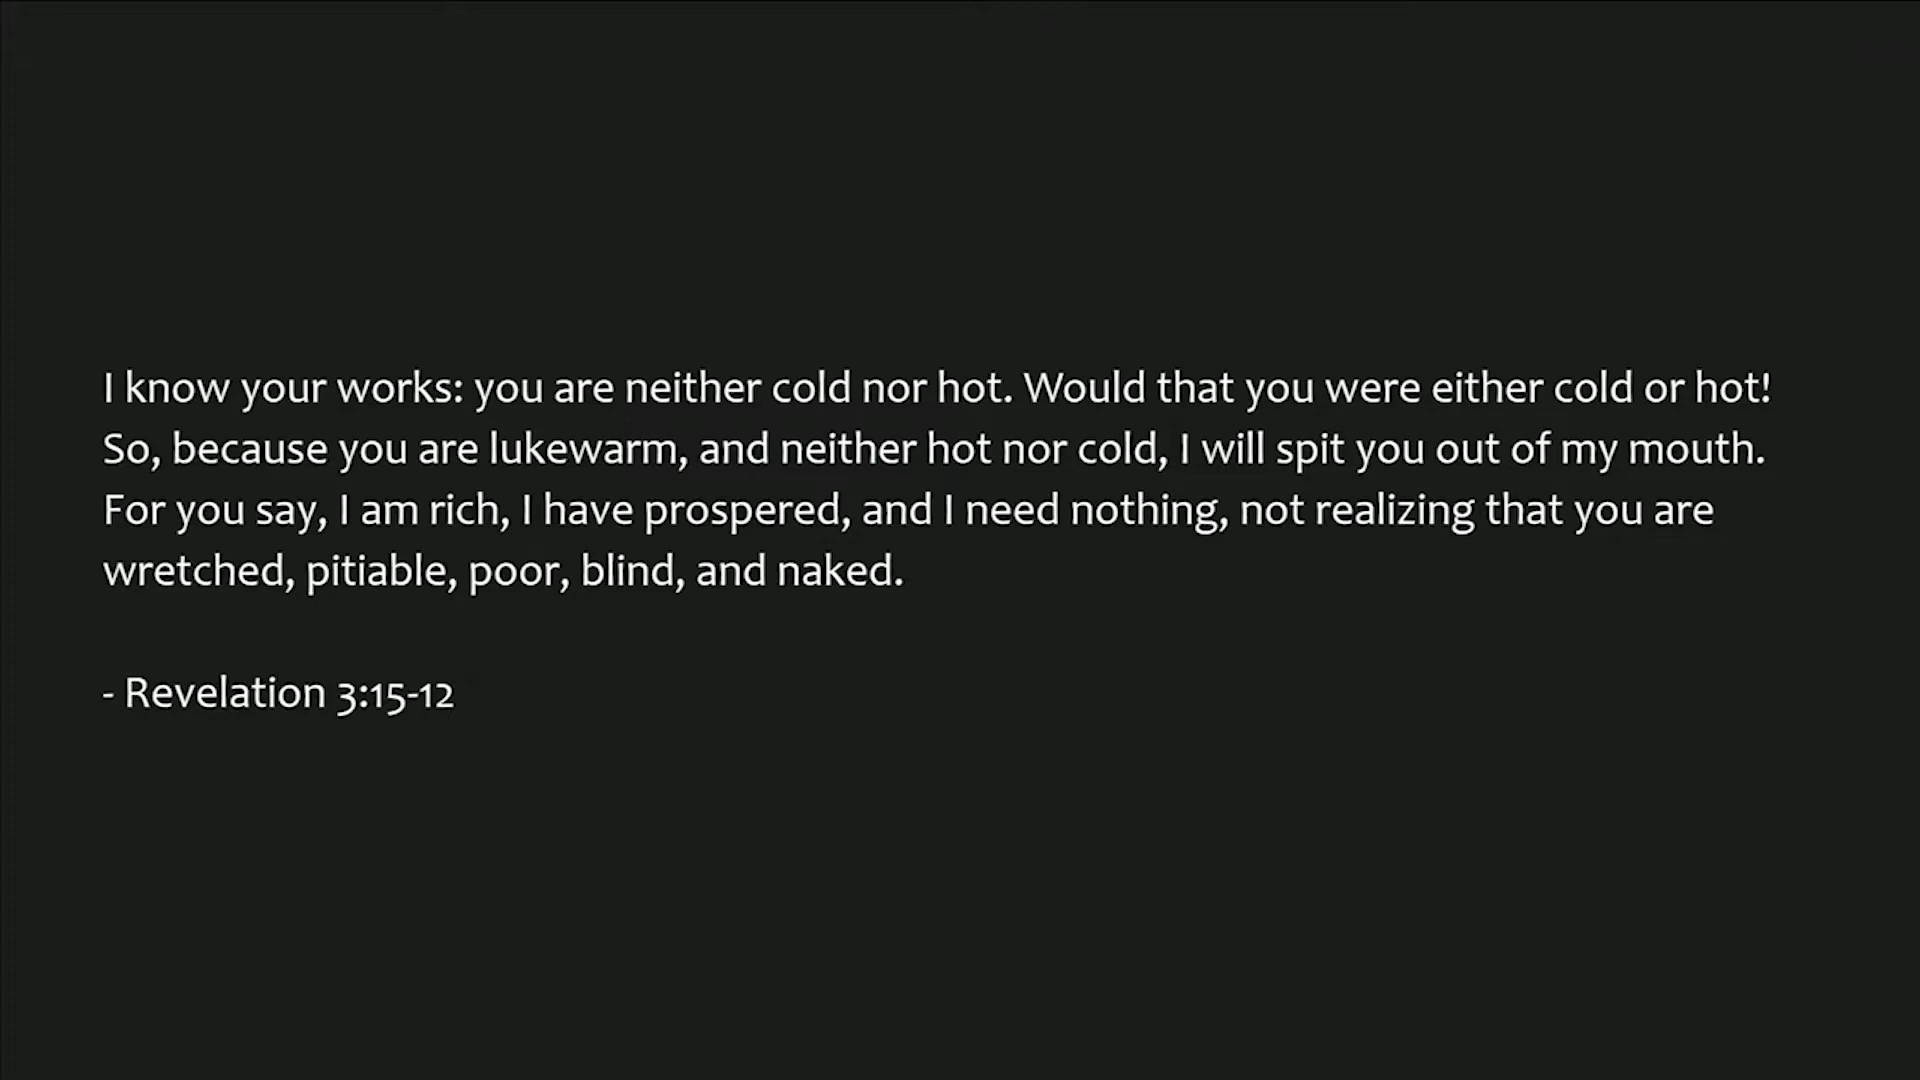 I know your works: you are neither cold nor hot. Would that you were either cold or hot!
So, because you are lukewarm, and neither hot nor cold, I will spit you out of my mouth.
For you say, I am rich, I have prospered, and I need nothing, not realizing that you are
wretched, pitiable, poor, blind, and naked.
- Revelation 3:15-12